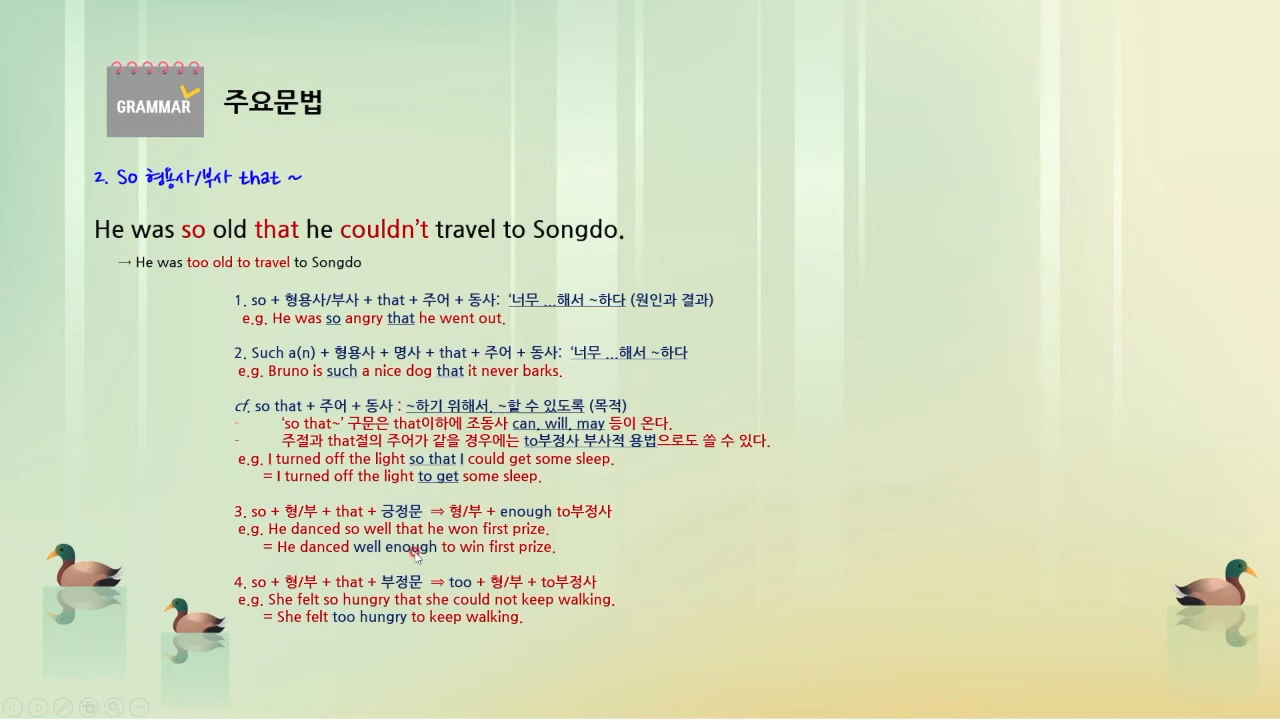 GRAMMAR
주요문법
2. So 형용사/부사 that ~
He was so old that he couldn’t travel to Songdo.
→ He was too old to travel to Songdo
1. so + 형용사/부사 + that + 주어 + 동사: ‘너무 ...해서 ~하다 (원인과 결과)
e.g. He was so angry that he went out.
2. Such a(n) + 형용사 + 명사 + that + 주어 + 동사: ‘너무 ...해서 ~하다
e.g. Bruno is such a nice dog that it never barks.
cf. so that + 주어 + 동사 : ~하기 위해서, ~할 수 있도록 (목적)
- ‘so that~’ 구문은 that이하에 조동사 can, will, may 등이 온다.
- 주절과 that절의 주어가 같을 경우에는 to부정사 부사적 용법으로도 쓸 수 있다.
e.g. I turned off the light so that I could get some sleep.
= I turned off the light to get some sleep.
3. so + 형/부 + that + 긍정문 ⇒ 형/부 + enough to부정사
e.g. He danced so well that he won first prize.
= He danced well enough to win first prize.
4. so + 형/부 + that + 부정문 ⇒ too + 형/부 + to부정사
e.g. She felt so hungry that she could not keep walking.
= She felt too hungry to keep walking.